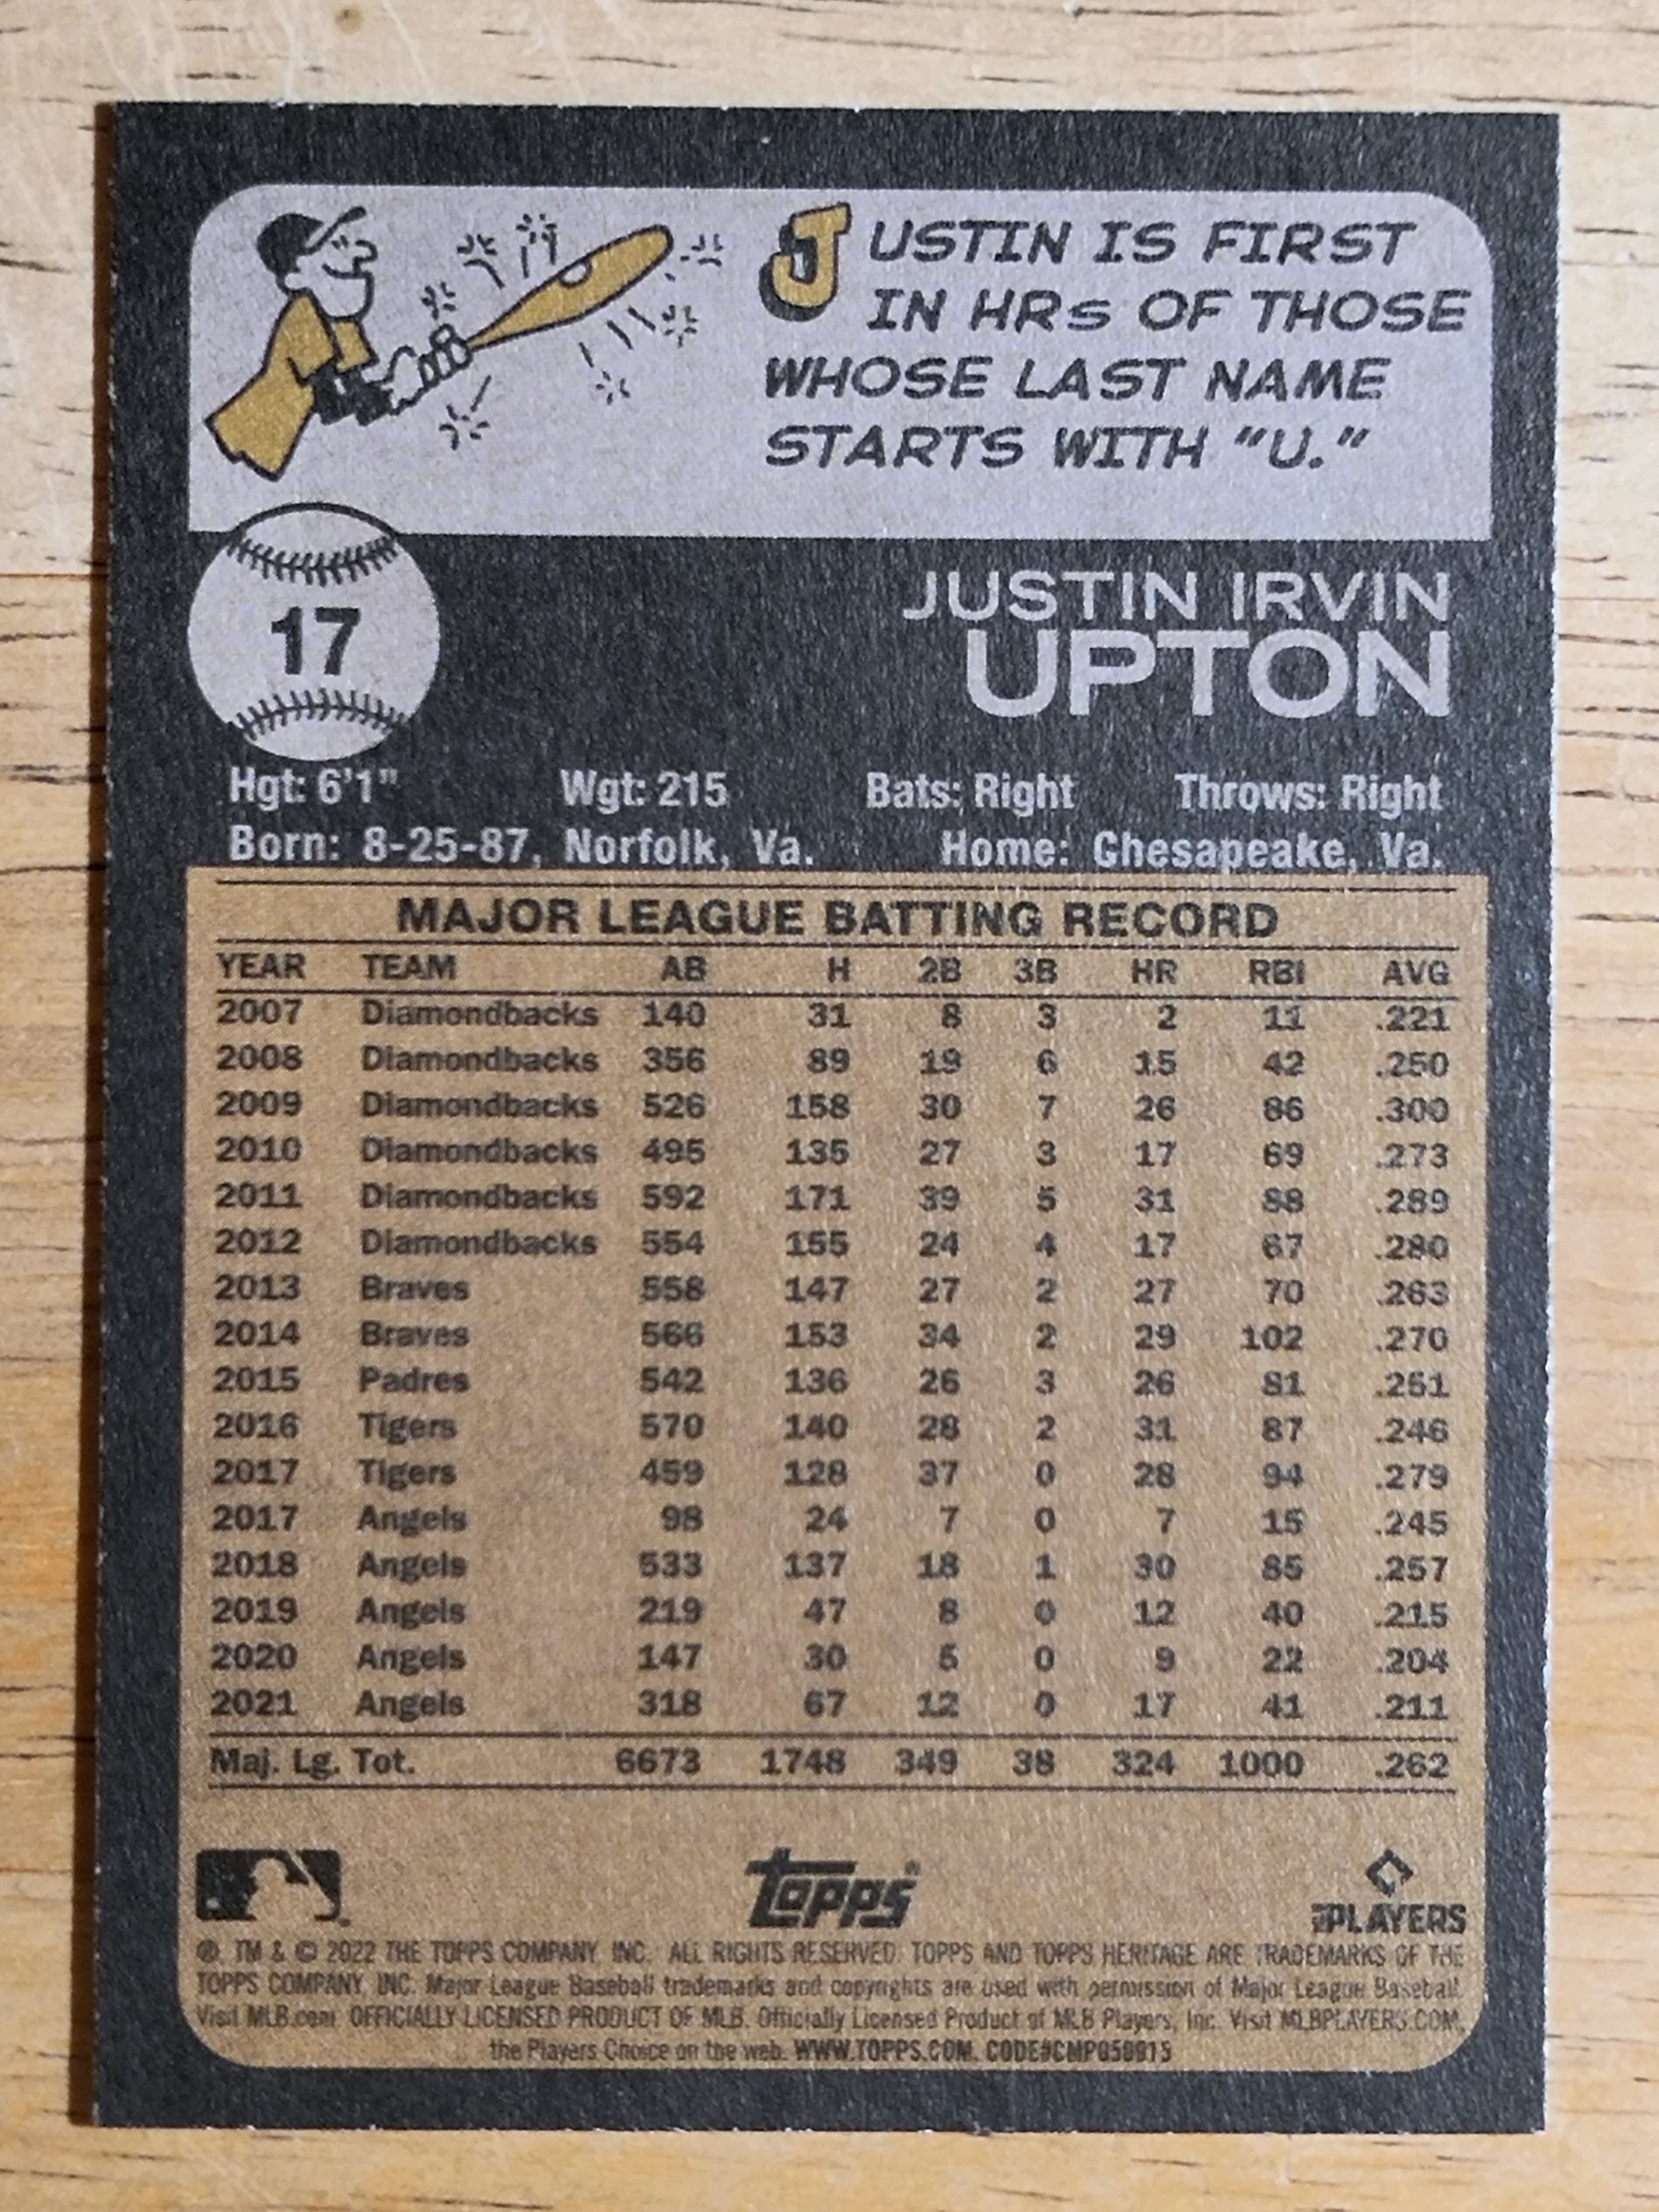 JUSTIN IS FIRST
IN HRs OF THOSE
WHOSE LAST NAME
STARTS WITH “U.”
17
JUSTIN IRVIN
UPTON
Hgt: 6'1" Wgt: 215 Bats: Right Throws: Right
Born: 8-25-87, Norfolk, Va. Home: Chesapeake, Va.
MAJOR LEAGUE BATTING RECORD
YEAR TEAM AB H 2B 3B HR RBI AVG
2007 Diamondbacks 140 31 8 3 2 11 .221
2008 Diamondbacks 356 89 19 6 15 42 .250
2009 Diamondbacks 526 158 30 7 26 86 .300
2010 Diamondbacks 495 135 27 3 17 69 .273
2011 Diamondbacks 592 171 39 5 31 88 .289
2012 Diamondbacks 554 155 24 4 17 67 .280
2013 Braves 558 147 27 2 27 70 .263
2014 Braves 566 153 34 2 29 102 .270
2015 Padres 542 136 26 3 26 81 .251
2016 Tigers 570 140 28 2 31 87 .246
2017 Tigers 459 128 37 0 28 94 .279
2017 Angels 98 24 7 0 7 15 .245
2018 Angels 533 137 18 1 30 85 .257
2019 Angels 219 47 8 0 12 40 .215
2020 Angels 147 30 5 0 9 22 .204
2021 Angels 318 67 12 0 17 41 .211
Maj. Lg. Tot. 6673 1748 349 38 324 1000 .262
topps®
MLB PLAYERS
®, TM & © 2022 THE TOPPS COMPANY, INC. ALL RIGHTS RESERVED. TOPPS AND TOPPS HERITAGE ARE TRADEMARKS OF THE
TOPPS COMPANY, INC. Major League Baseball trademarks and copyrights are used with permission of Major League Baseball.
Visit MLB.com. OFFICIALLY LICENSED PRODUCT OF MLB. Officially Licensed Product of MLB Players, Inc. Visit MLBPLAYERS.COM,
the Players Choice on the web. WWW.TOPPS.COM. CODE#CMP050915